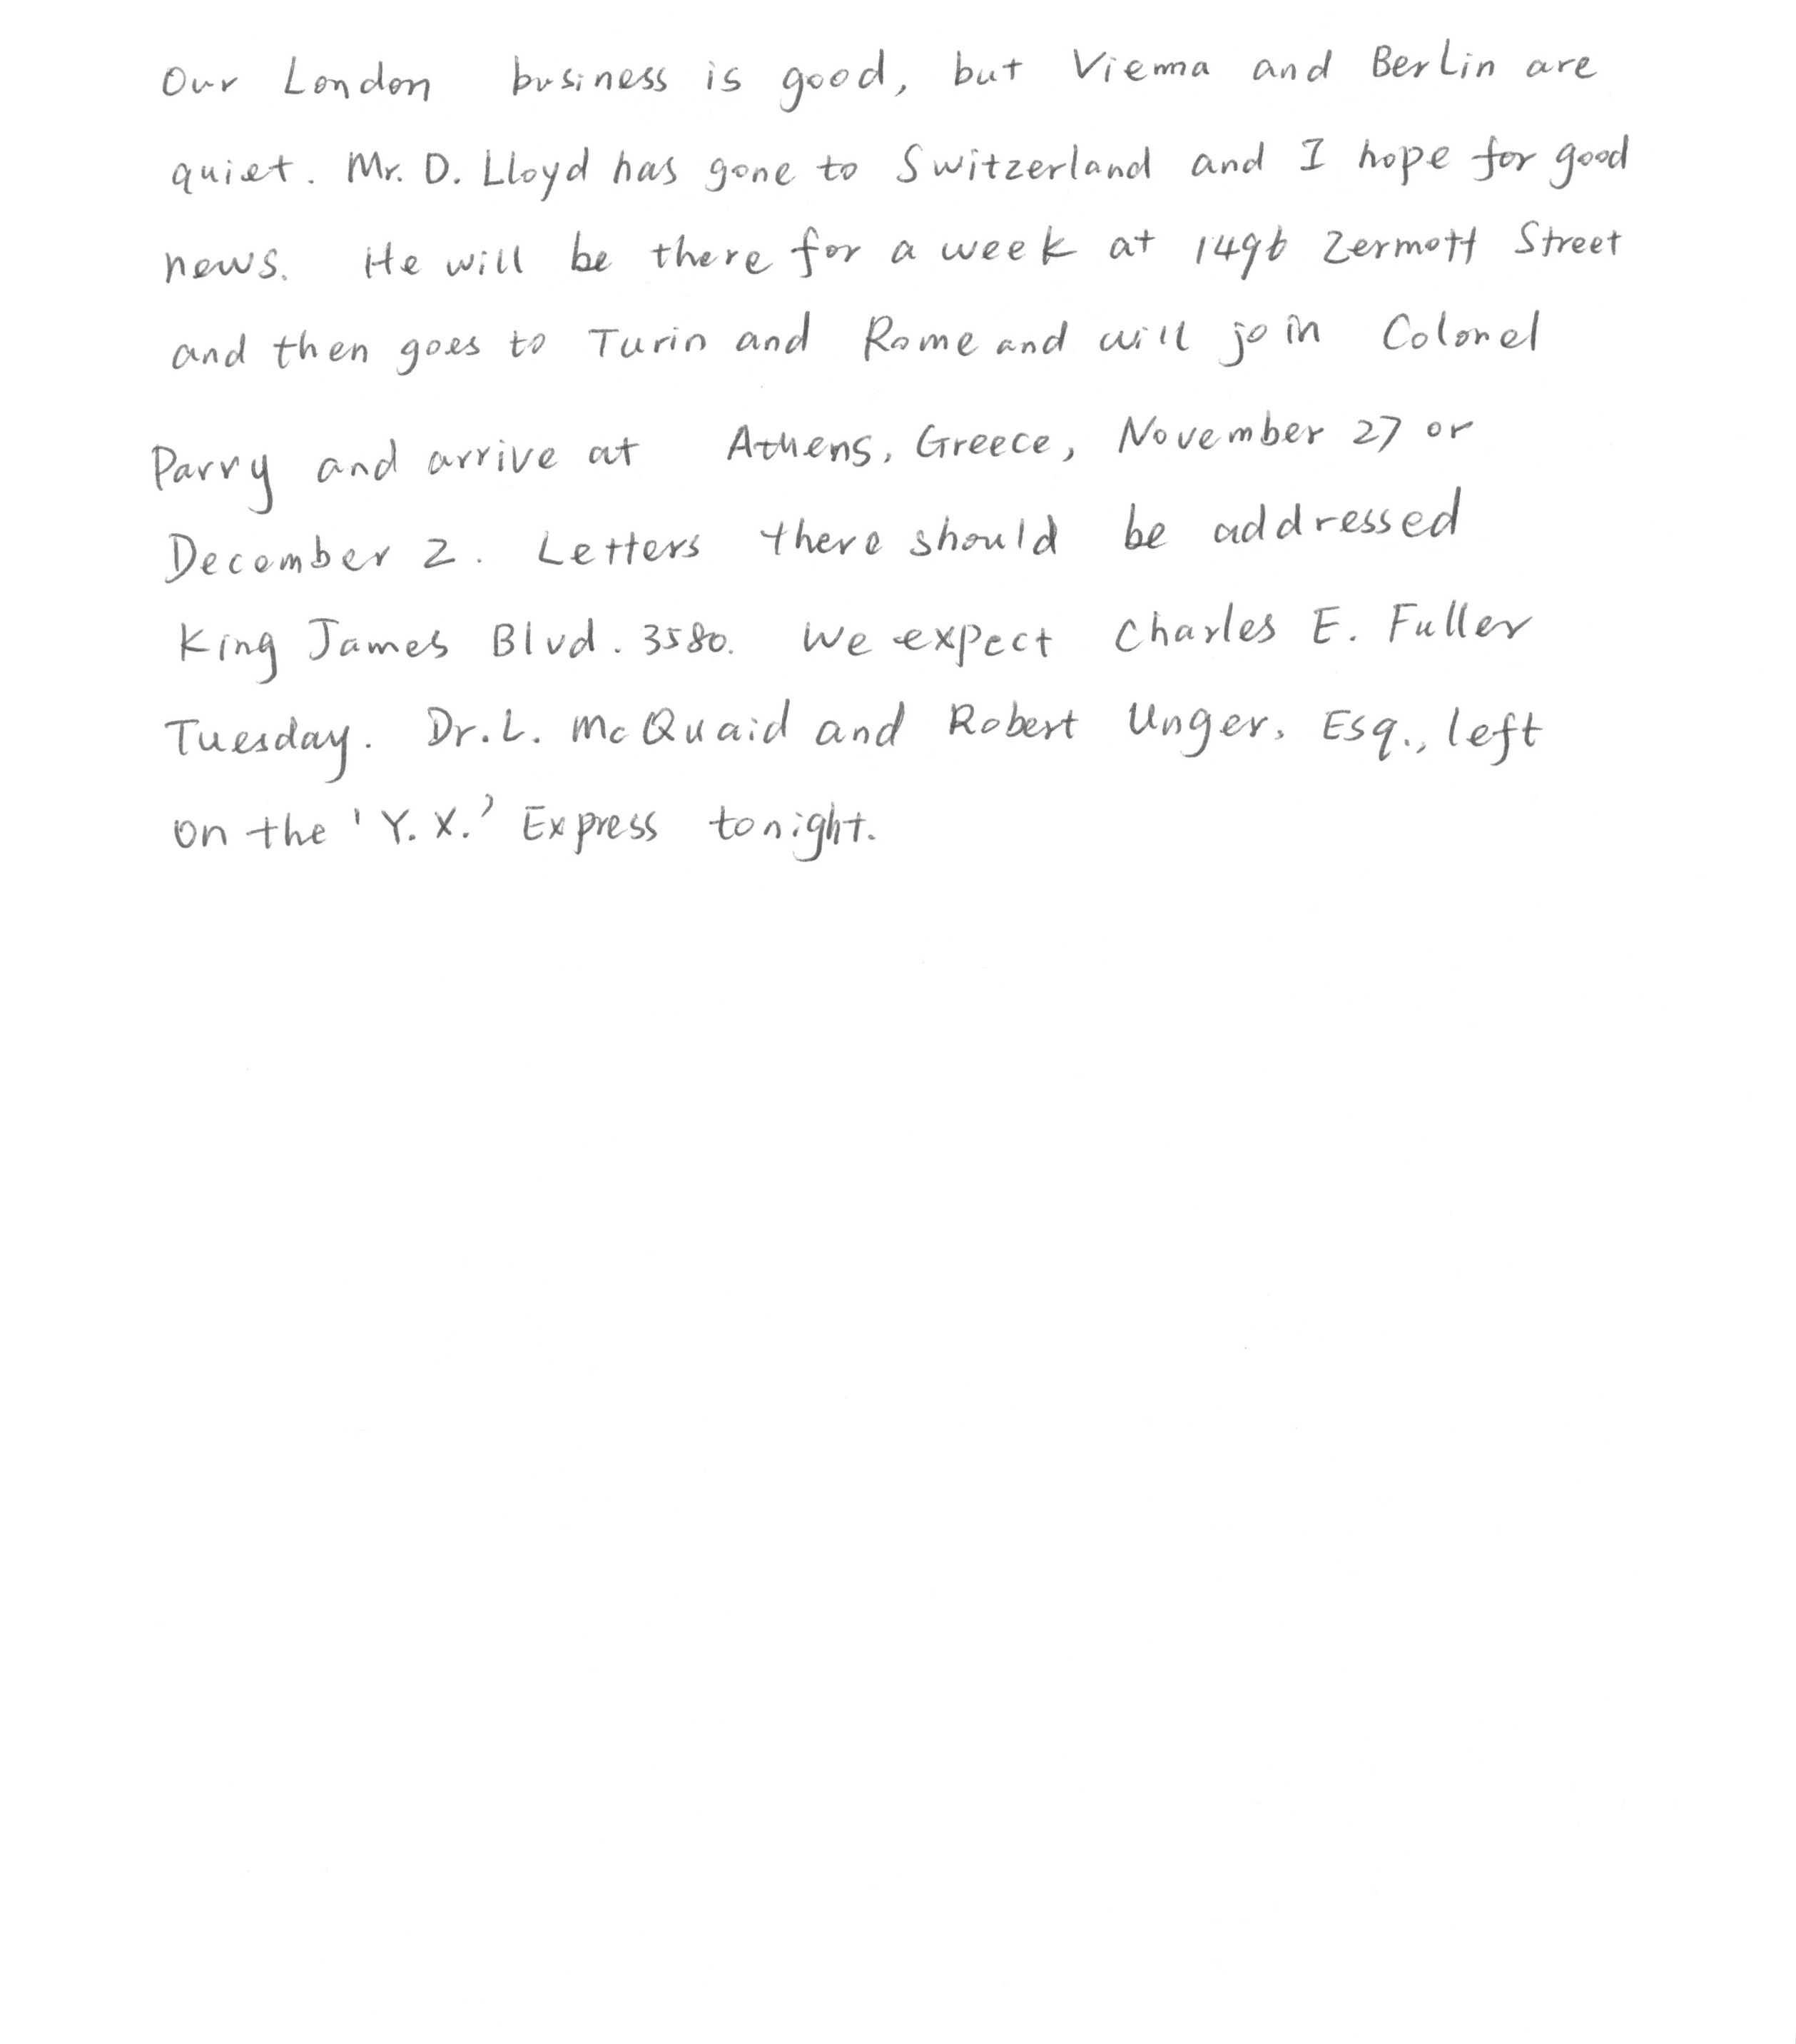 Our London business is good, but Vienna and Berlin are
quiet. Mr. D. Lloyd has gone to Switzerland and I hope for good
news. He will be there for a week at 1496 Zermott Street
and then goes to Turin and Rome and will join Colonel
Parry and arrive at Athens, Greece, November 27 or
December 2. Letters there should be addressed
King James Blvd. 3580. We expect Charles E. Fuller
Tuesday. Dr. L. McQuaid and Robert Unger, Esq., left
on the 'Y. X.' Express tonight.